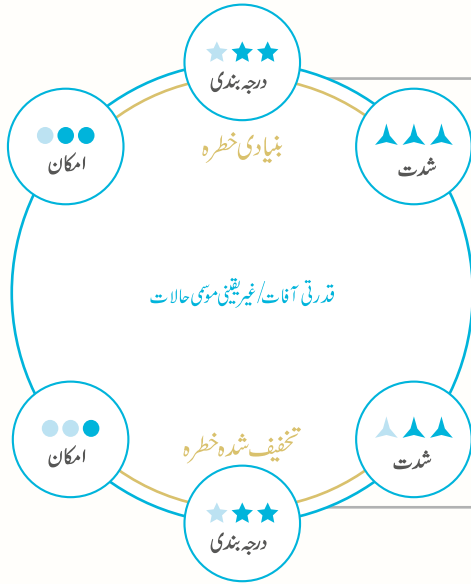 درجہ بندی
شدت
امکان
بنیادی خطرہ
قدرتی آفات/غیر یقینی موسمی حالات
تخفیف شدہ خطرہ
شدت
امکان
درجہ بندی